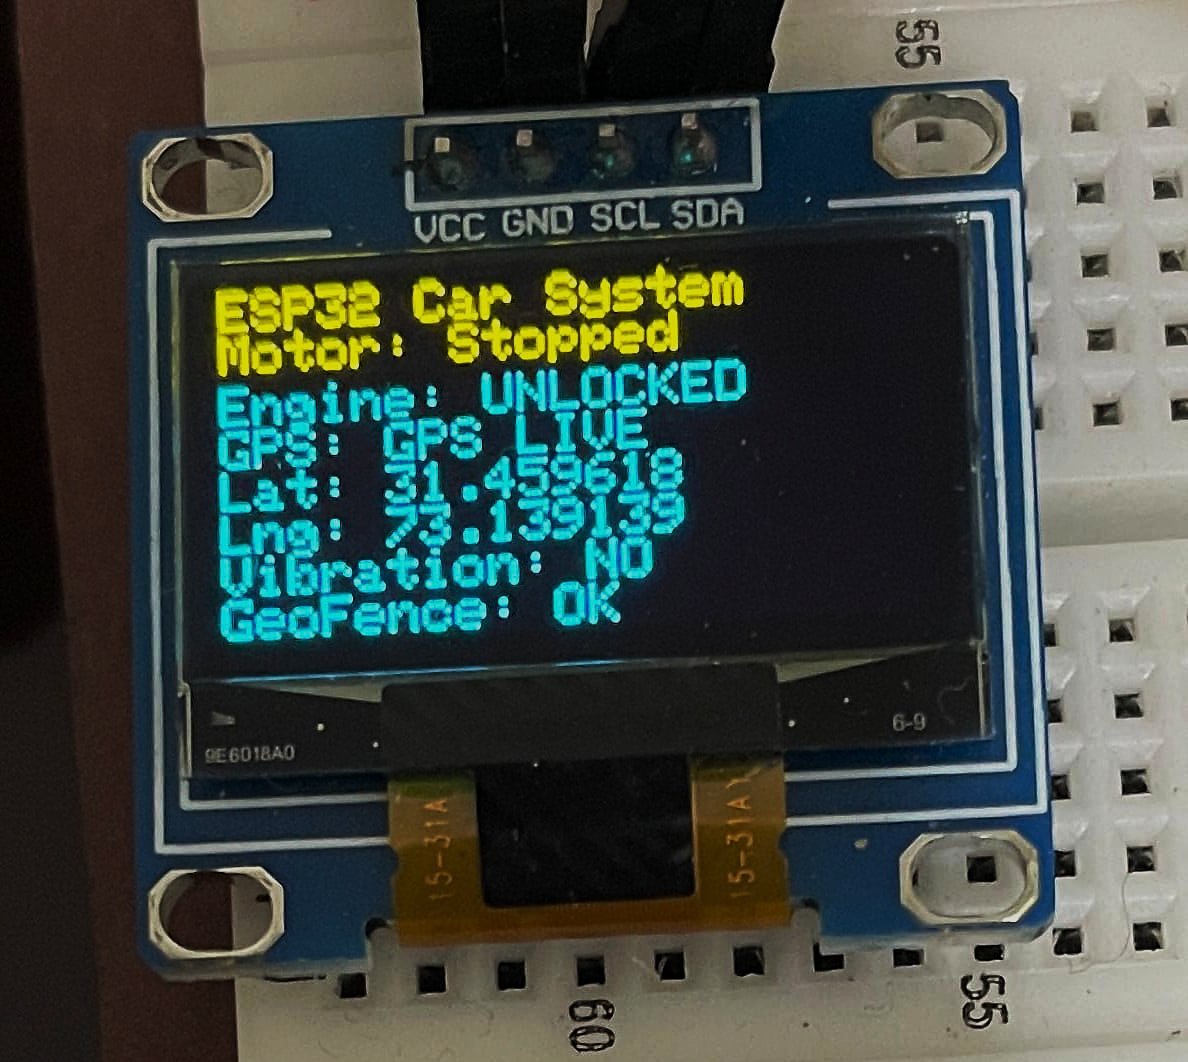 55
VCC GND SCL SDA
ESP32 Car System
Motor: Stopped
Engine: UNLOCKED
GPS: GPS LIVE
Lat: 31.459618
Lng: 73.139139
Vibration: NO
GeoFence: OK
6-9
9E6018A0
15-31A
15-31A
60
55